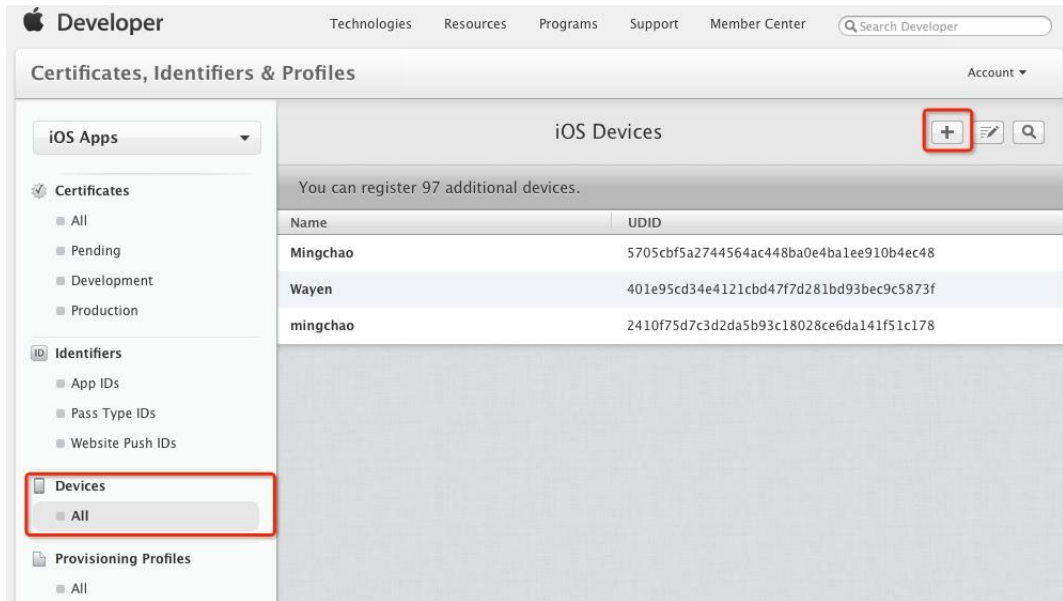 Developer Technologies Resources Programs Support Member Center Search Developer
Certificates, Identifiers & Profiles Account
iOS Apps
Certificates
All
Pending
Development
Production
ID Identifiers
App IDs
Pass Type IDs
Website Push IDs
Devices
All
Provisioning Profiles
All
iOS Devices
You can register 97 additional devices.
Name UDID
Mingchao 5705cbf5a2744564ac448ba0e4ba1ee910b4ec48
Wayen 401e95cd34e4121cbd47f7d281bd93bec9c5873f
mingchao 2410f75d7c3d2da5b93c18028ce6da141f51c178